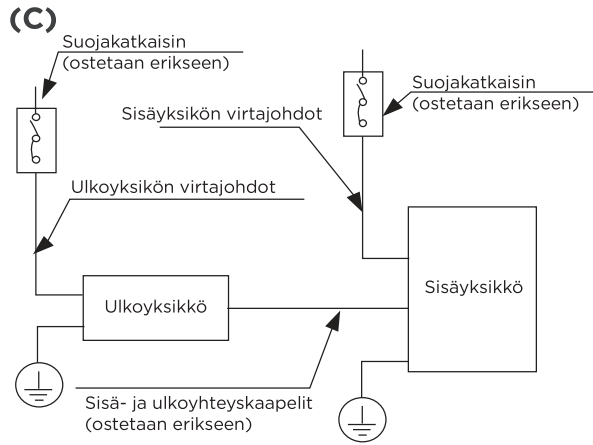 (C)
Suojakatkaisin
(ostetaan erikseen)
Suojakatkaisin
(ostetaan erikseen)
Sisäyksikön virtajohdot
Ulkoyksikön virtajohdot
Ulkoyksikkö
Sisäyksikkö
Sisä- ja ulkoyhteyskaapelit
(ostetaan erikseen)